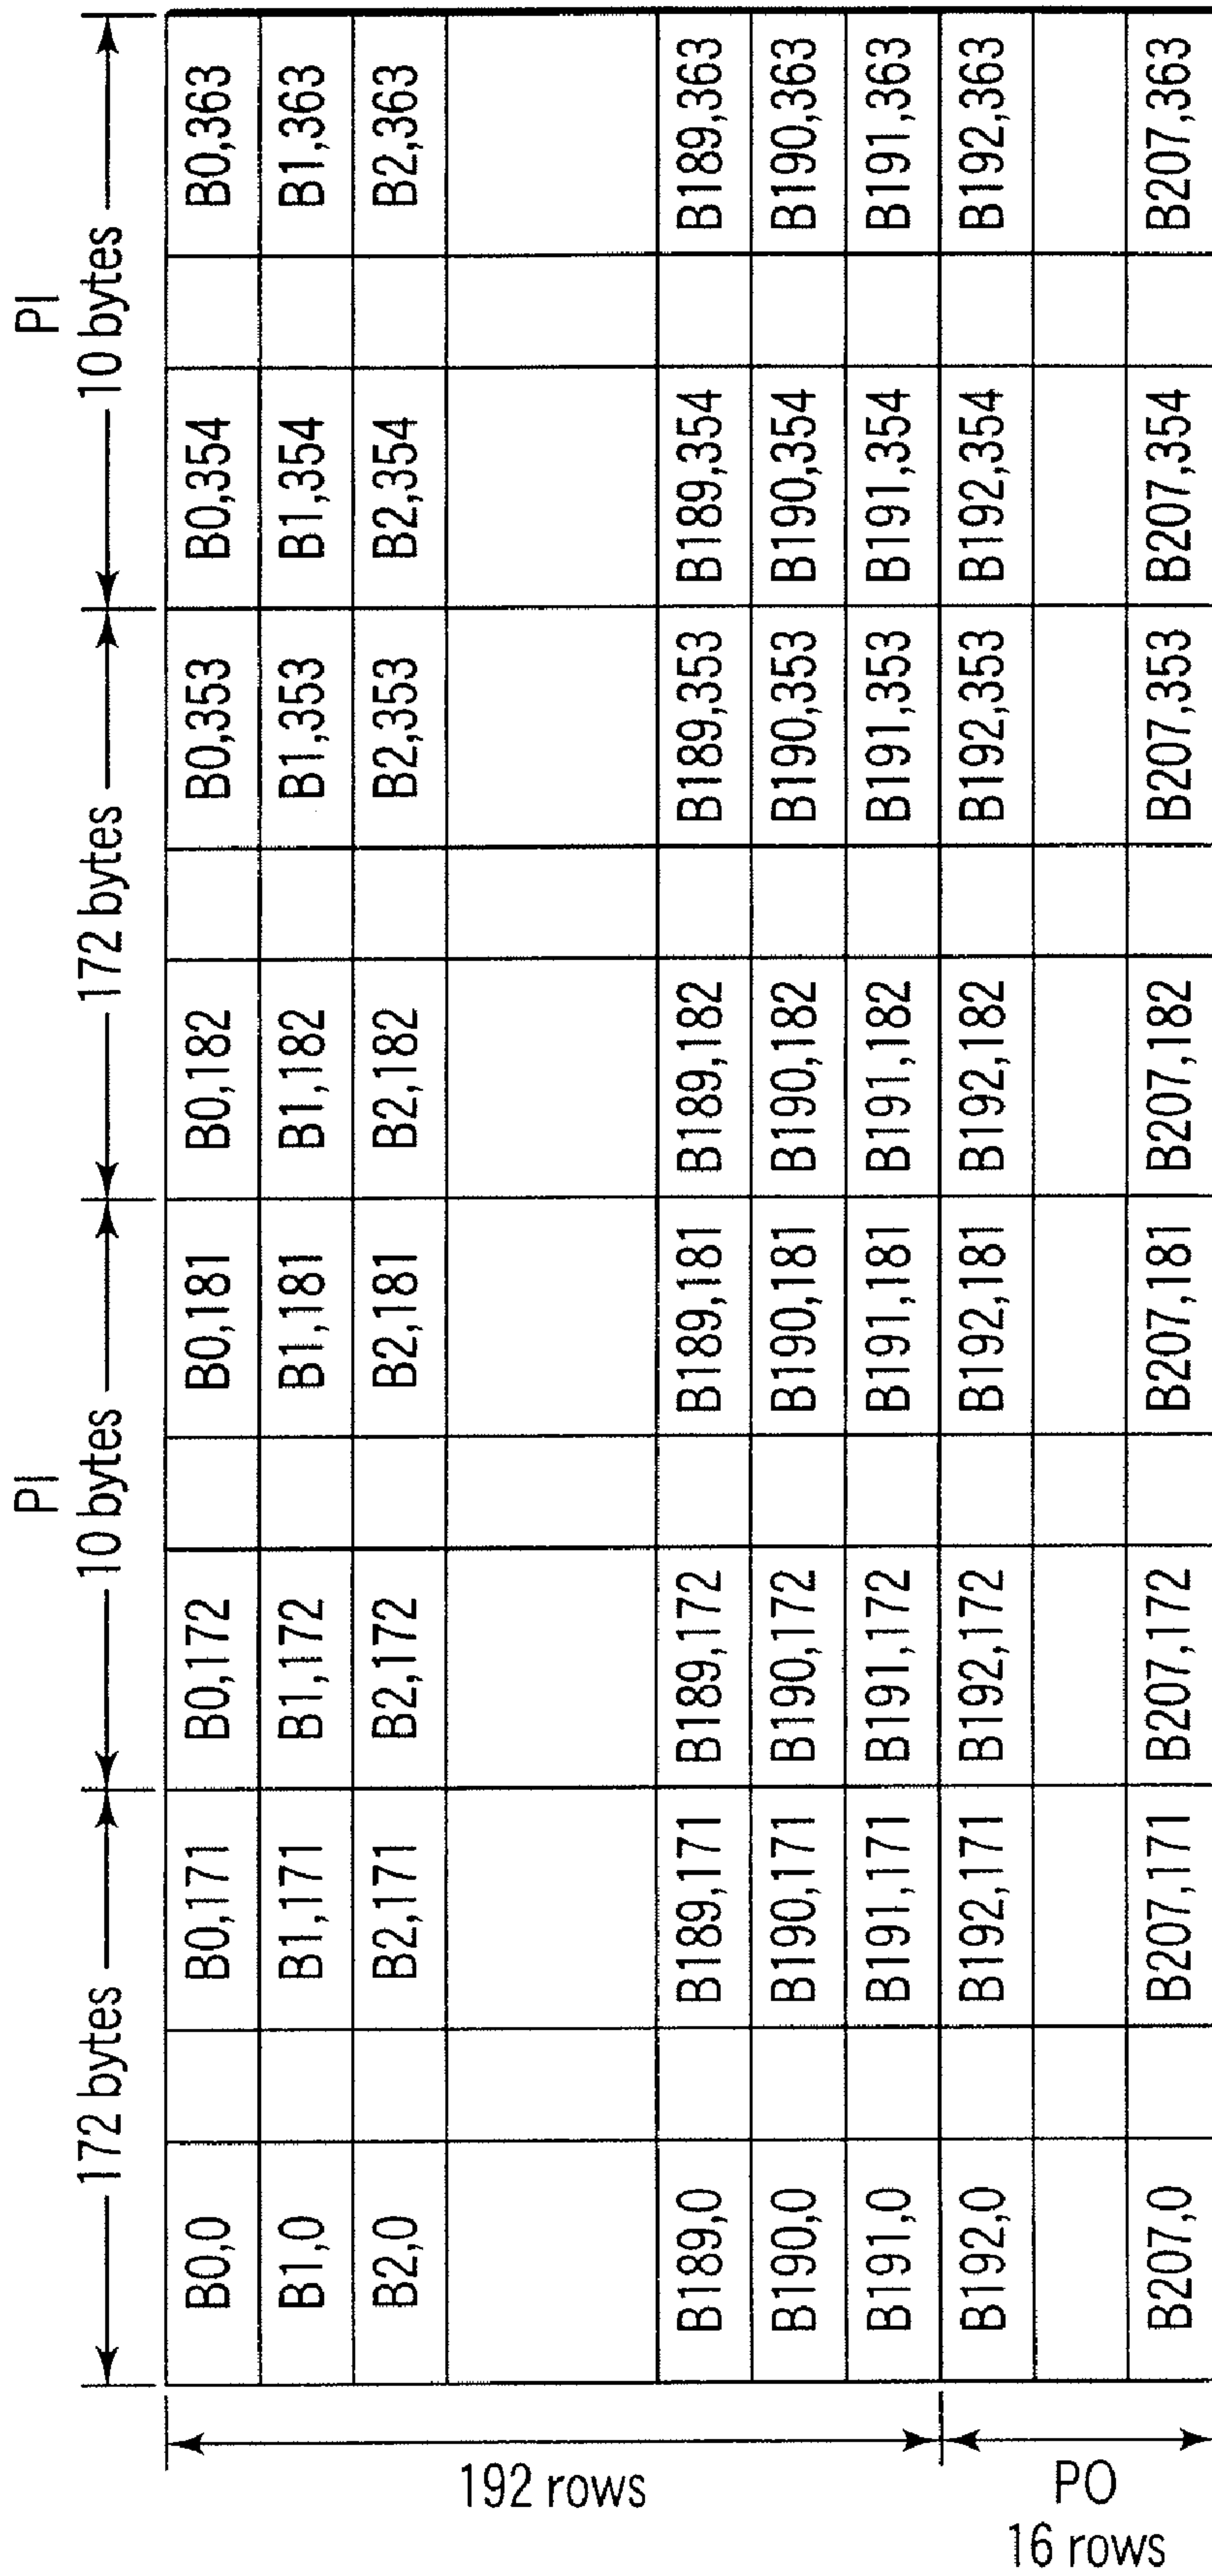 PI PI
172 bytes 10 bytes 172 bytes 10 bytes
B0,0 B0,171 B0,172 B0,181 B0,182 B0,353 B0,354 B0,363
B1,0 B1,171 B1,172 B1,181 B1,182 B1,353 B1,354 B1,363
B2,0 B2,171 B2,172 B2,181 B2,182 B2,353 B2,354 B2,363
192 rows
B189,0 B189,171 B189,172 B189,181 B189,182 B189,353 B189,354 B189,363
B190,0 B190,171 B190,172 B190,181 B190,182 B190,353 B190,354 B190,363
B191,0 B191,171 B191,172 B191,181 B191,182 B191,353 B191,354 B191,363
B192,0 B192,171 B192,172 B192,181 B192,182 B192,353 B192,354 B192,363
PO
16 rows
B207,0 B207,171 B207,172 B207,181 B207,182 B207,353 B207,354 B207,363